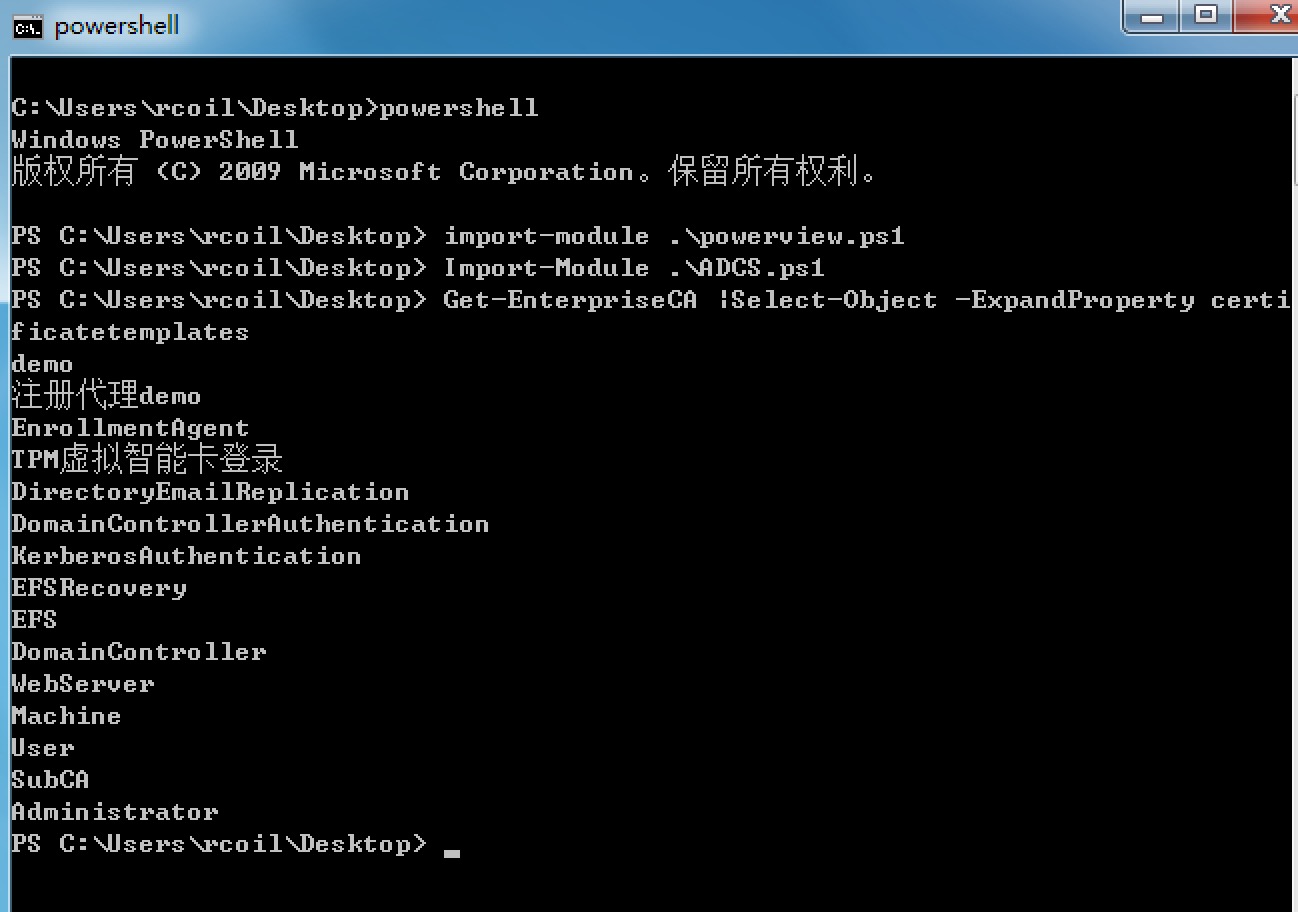 powershell
C:\Users\rcoil\Desktop>powershell
Windows PowerShell
版权所有 (C) 2009 Microsoft Corporation。保留所有权利。
PS C:\Users\rcoil\Desktop> import-module .\powerview.ps1
PS C:\Users\rcoil\Desktop> Import-Module .\ADCS.ps1
PS C:\Users\rcoil\Desktop> Get-EnterpriseCA |Select-Object -ExpandProperty certi
ficatetemplates
demo
注册代理demo
EnrollmentAgent
TPM虚拟智能卡登录
DirectoryEmailReplication
DomainControllerAuthentication
KerberosAuthentication
EFSRecovery
EFS
DomainController
WebServer
Machine
User
SubCA
Administrator
PS C:\Users\rcoil\Desktop> _